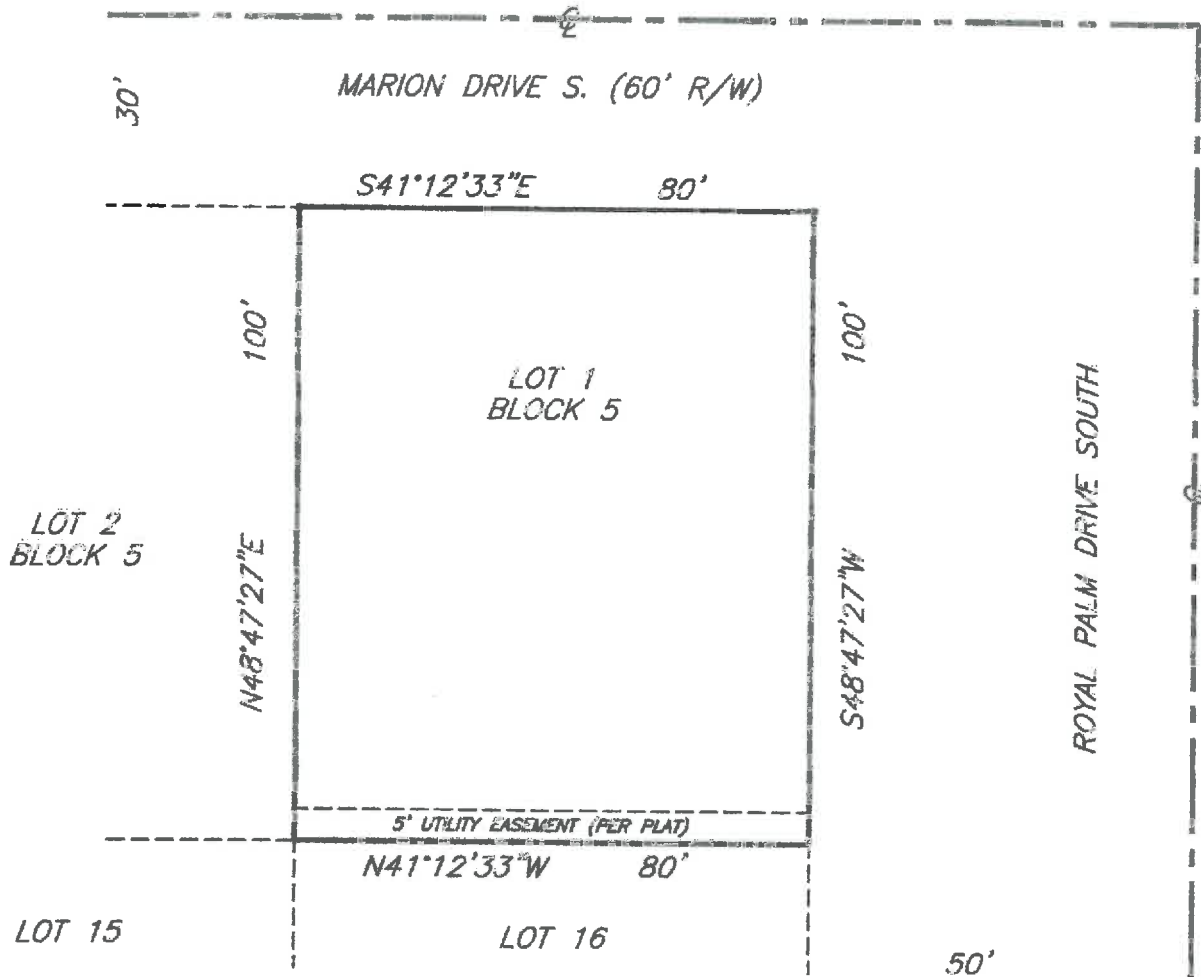 ℄
MARION DRIVE S. (60' R/W)
30'
S41°12'33"E 80'
100'
100'
LOT 1
BLOCK 5
LOT 2
BLOCK 5
N48°47'27"E
S48°47'27"W
ROYAL PALM DRIVE SOUTH
℄
5' UTILITY EASEMENT (PER PLAT)
N41°12'33"W 80'
LOT 15
LOT 16
50'